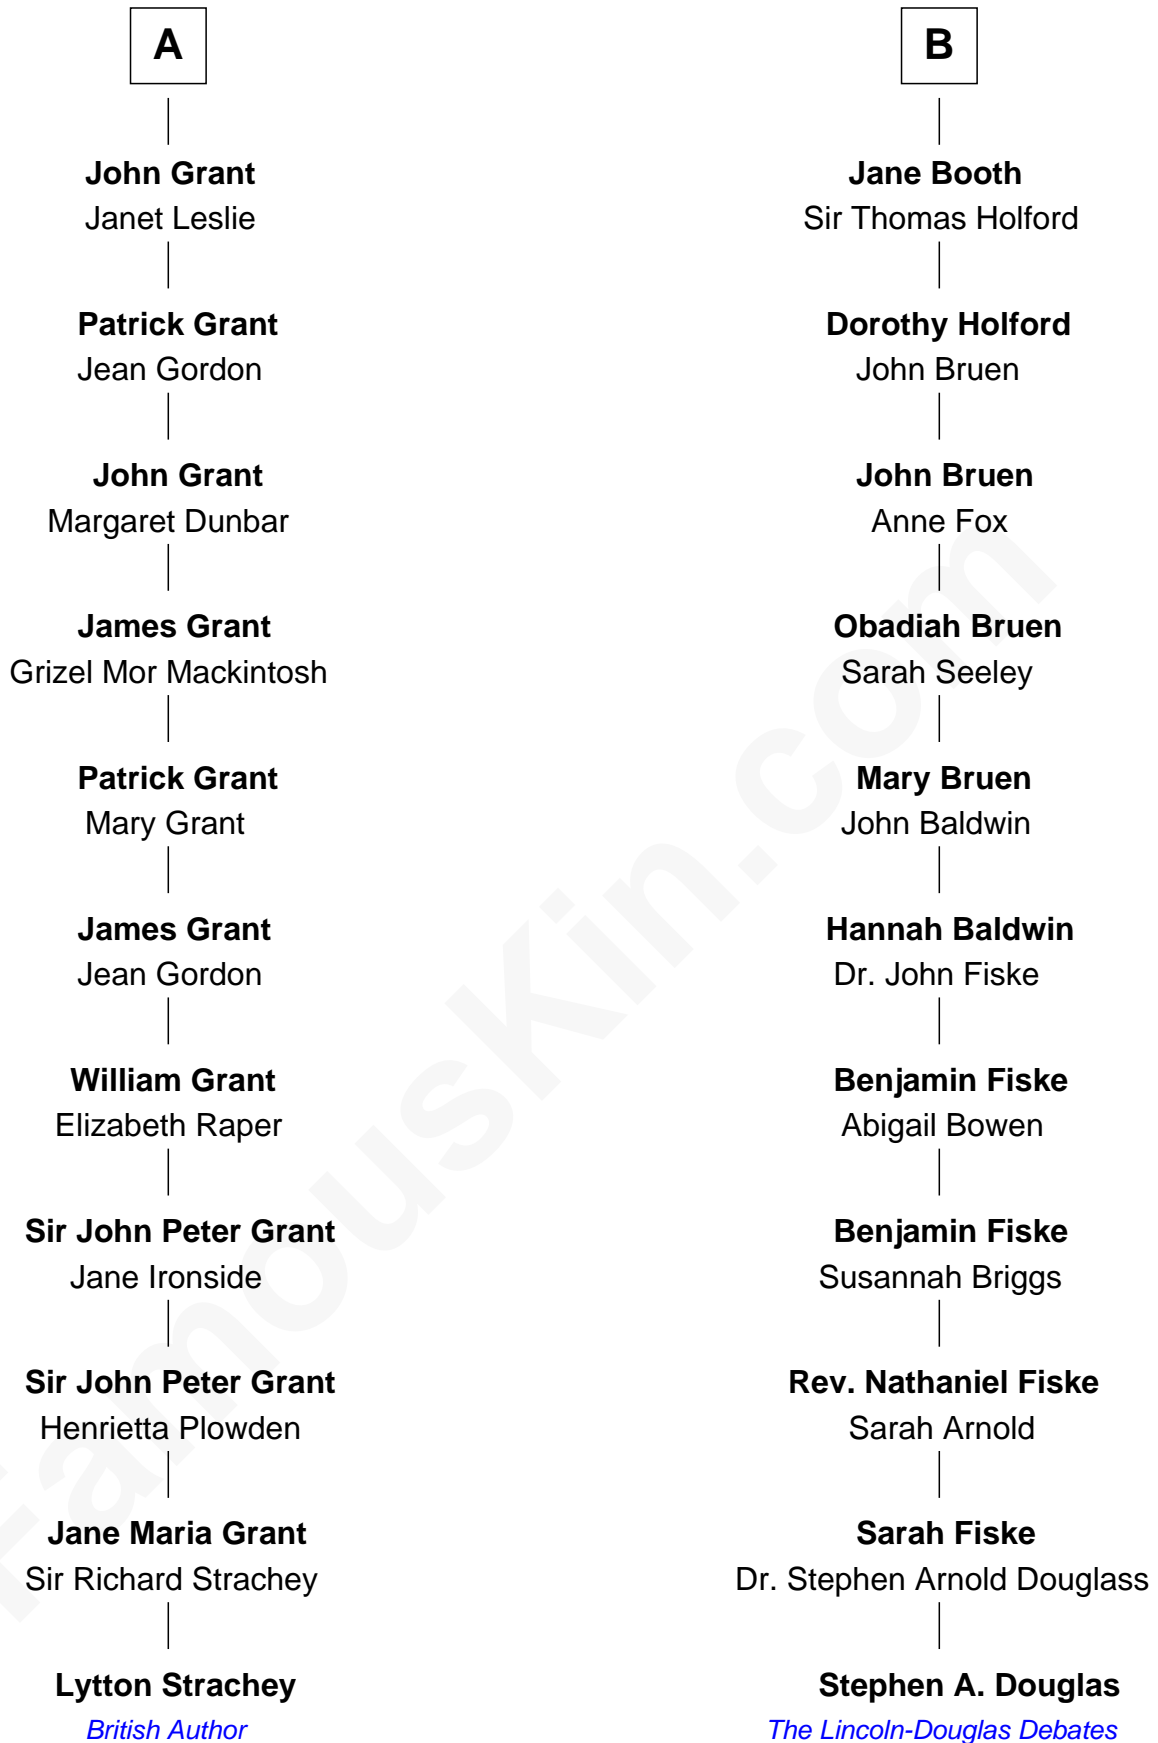 A
John Grant
Janet Leslie
Patrick Grant
Jean Gordon
John Grant
Margaret Dunbar
James Grant
Grizel Mor Mackintosh
Patrick Grant
Mary Grant
James Grant
Jean Gordon
William Grant
Elizabeth Raper
Sir John Peter Grant
Jane Ironside
Sir John Peter Grant
Henrietta Plowden
Jane Maria Grant
Sir Richard Strachey
Lytton Strachey
British Author
B
Jane Booth
Sir Thomas Holford
Dorothy Holford
John Bruen
John Bruen
Anne Fox
Obadiah Bruen
Sarah Seeley
Mary Bruen
John Baldwin
Hannah Baldwin
Dr. John Fiske
Benjamin Fiske
Abigail Bowen
Benjamin Fiske
Susannah Briggs
Rev. Nathaniel Fiske
Sarah Arnold
Sarah Fiske
Dr. Stephen Arnold Douglass
Stephen A. Douglas
The Lincoln-Douglas Debates
FamousKin.com